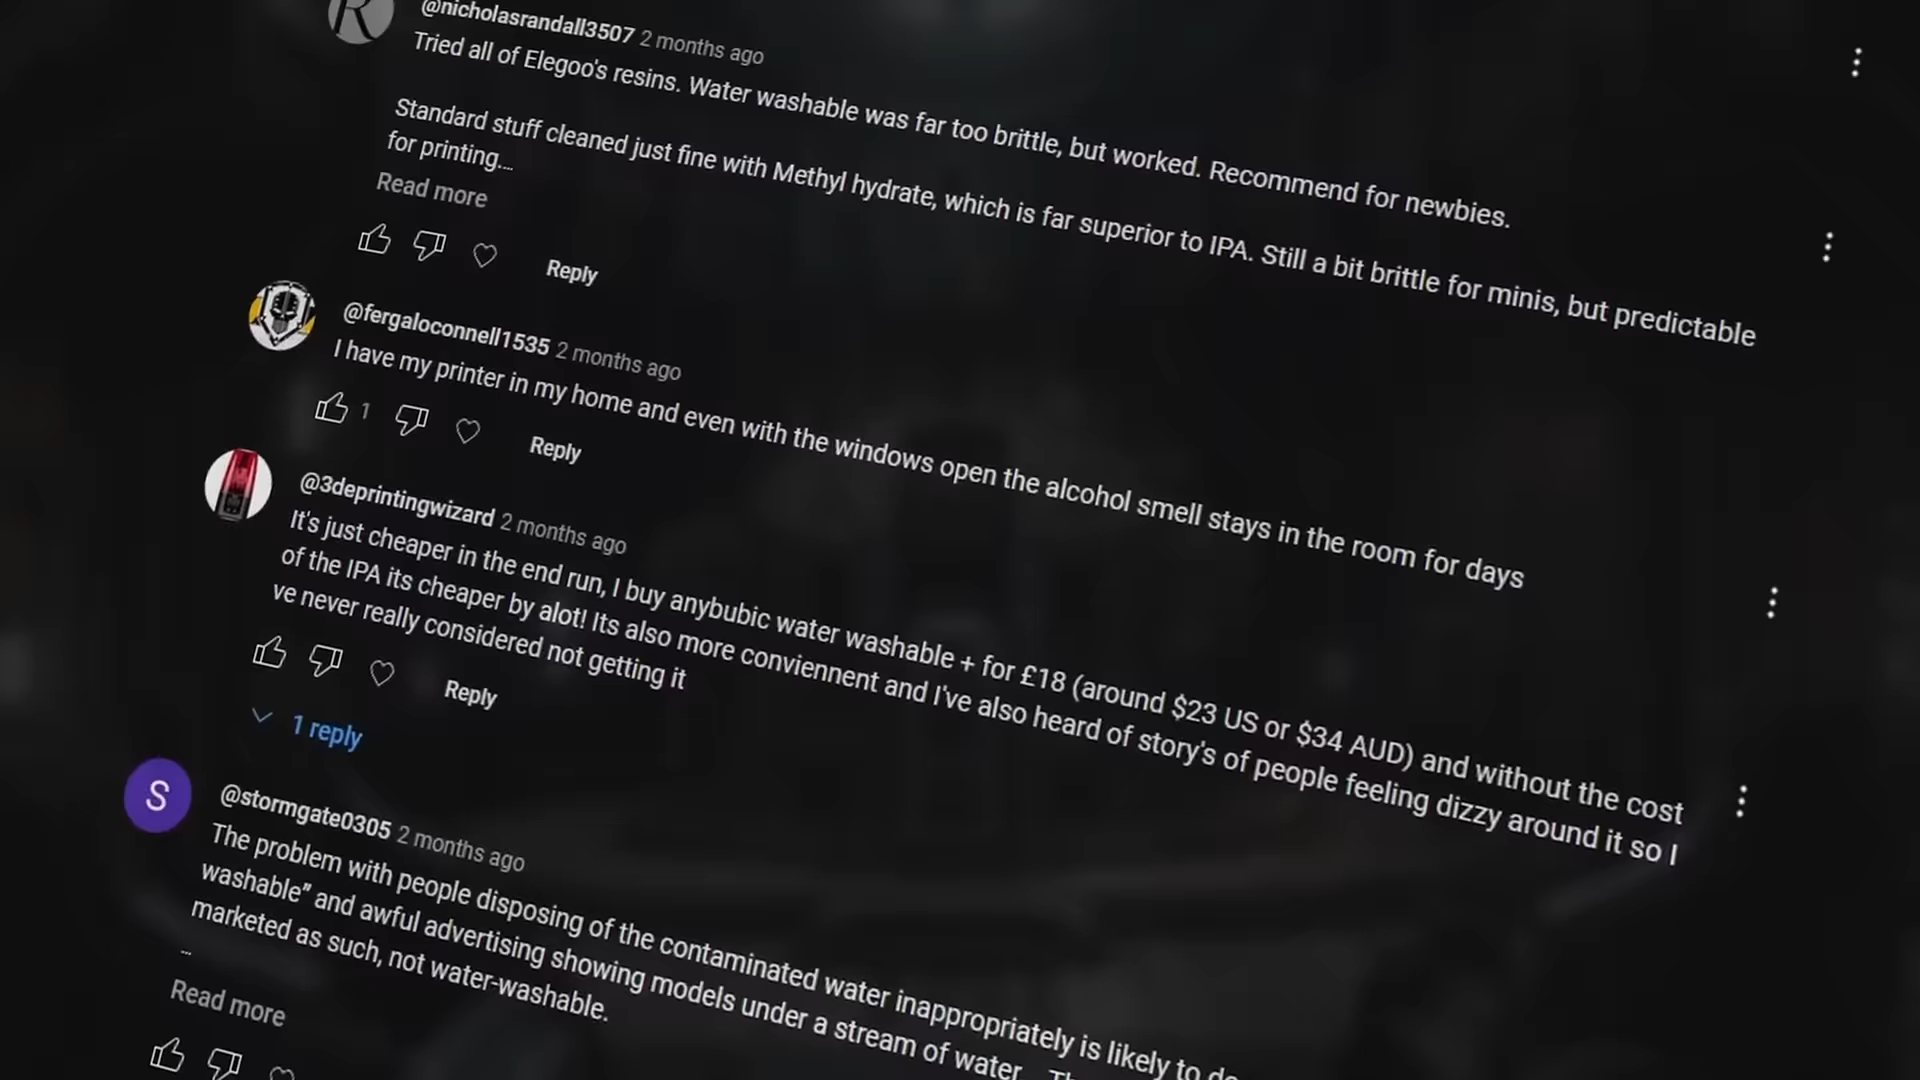 @nicholasrandall3507 2 months ago
Tried all of Elegoo's resins. Water washable was far too brittle, but worked. Recommend for newbies.
Standard stuff cleaned just fine with Methyl hydrate, which is far superior to IPA. Still a bit brittle for minis, but predictable
for printing....
Read more
Reply
@fergaloconnell1535 2 months ago
I have my printer in my home and even with the windows open the alcohol smell stays in the room for days
1
Reply
@3deprintingwizard 2 months ago
It's just cheaper in the end run, I buy anybubic water washable + for £18 (around $23 US or $34 AUD) and without the cost
of the IPA its cheaper by alot! Its also more conviennent and I've also heard of story's of people feeling dizzy around it so I
've never really considered not getting it
Reply
1 reply
S
@stormgate0305 2 months ago
The problem with people disposing of the contaminated water inappropriately is likely to
washable” and awful advertising showing models under a stream of water.
marketed as such, not water-washable.
...
Read more